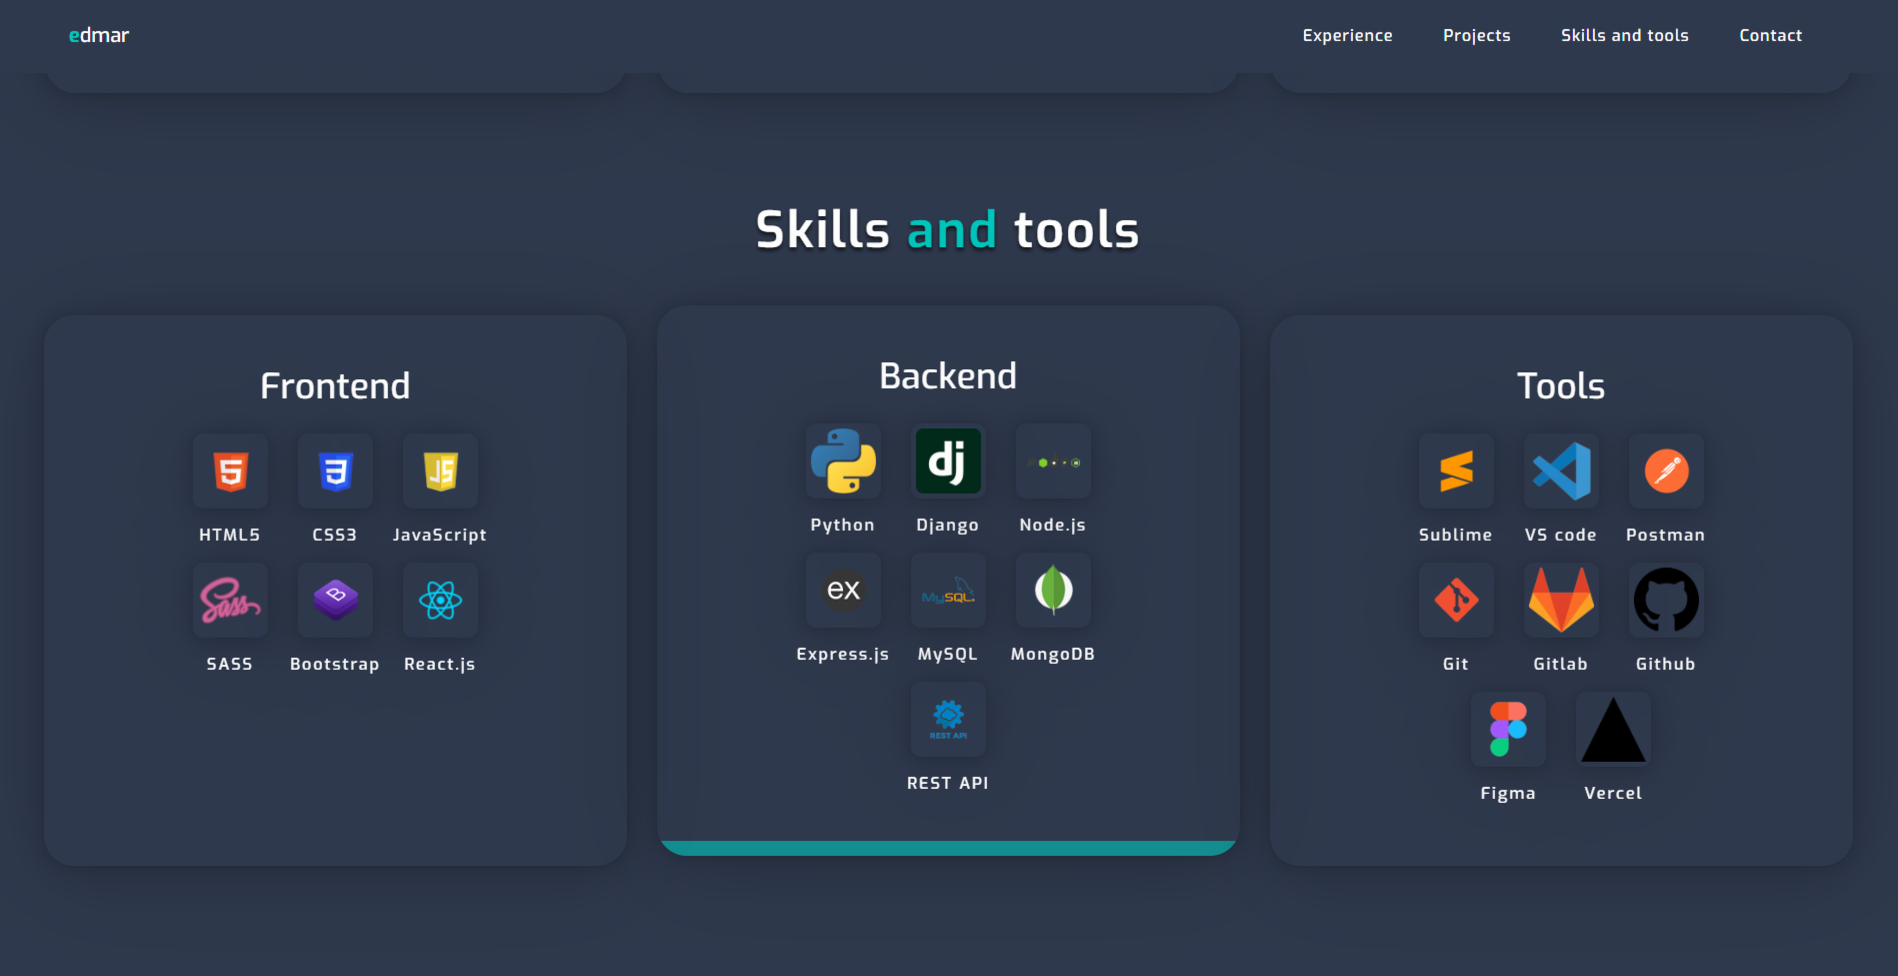 edmar
Experience Projects Skills and tools Contact
Skills and tools
Frontend
HTML5 CSS3 JavaScript
SASS Bootstrap React.js
Backend
Python Django Node.js
Express.js MySQL MongoDB
REST API
Tools
Sublime VS code Postman
Git Gitlab Github
Figma Vercel
5
3
JS
Sass
B
dj
node
ex
MySQL
REST API